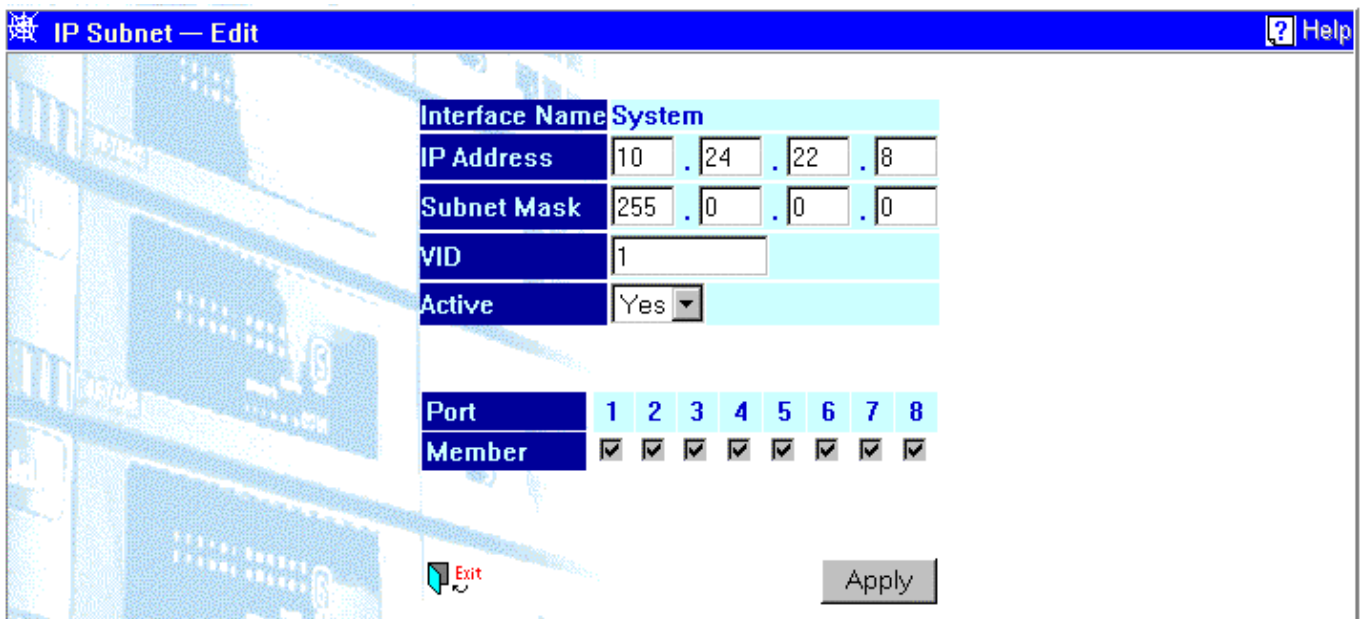 IP Subnet — Edit
? Help
Interface Name System
IP Address 10 . 24 . 22 . 8
Subnet Mask 255 . 0 . 0 . 0
VID 1
Active Yes
Port 1 2 3 4 5 6 7 8
Member
Exit
Apply